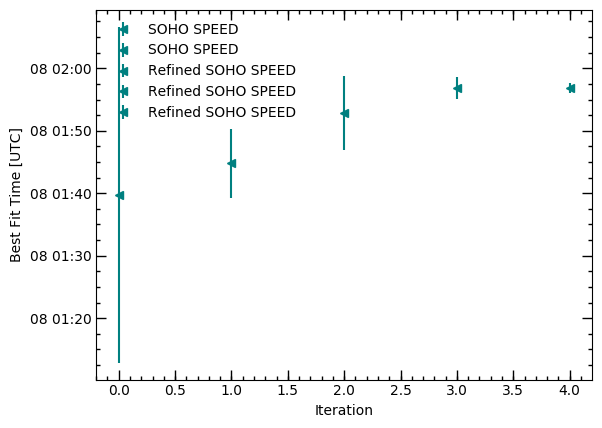 SOHO SPEED
SOHO SPEED
Refined SOHO SPEED
Refined SOHO SPEED
Refined SOHO SPEED
Best Fit Time [UTC]
08 02:00
08 01:50
08 01:40
08 01:30
08 01:20
0.0 0.5 1.0 1.5 2.0 2.5 3.0 3.5 4.0
Iteration